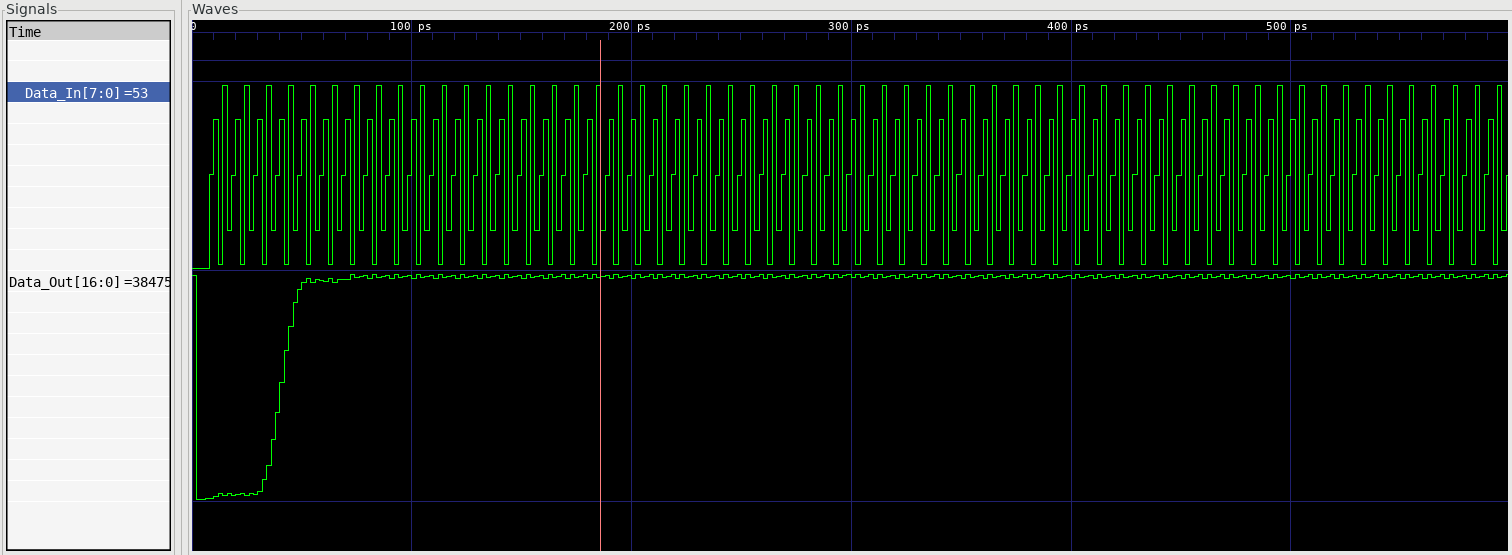 Signals
Waves
Time
0
100 ps
200 ps
300 ps
400 ps
500 ps
Data_In[7:0]=53
Data_Out[16:0]=38475